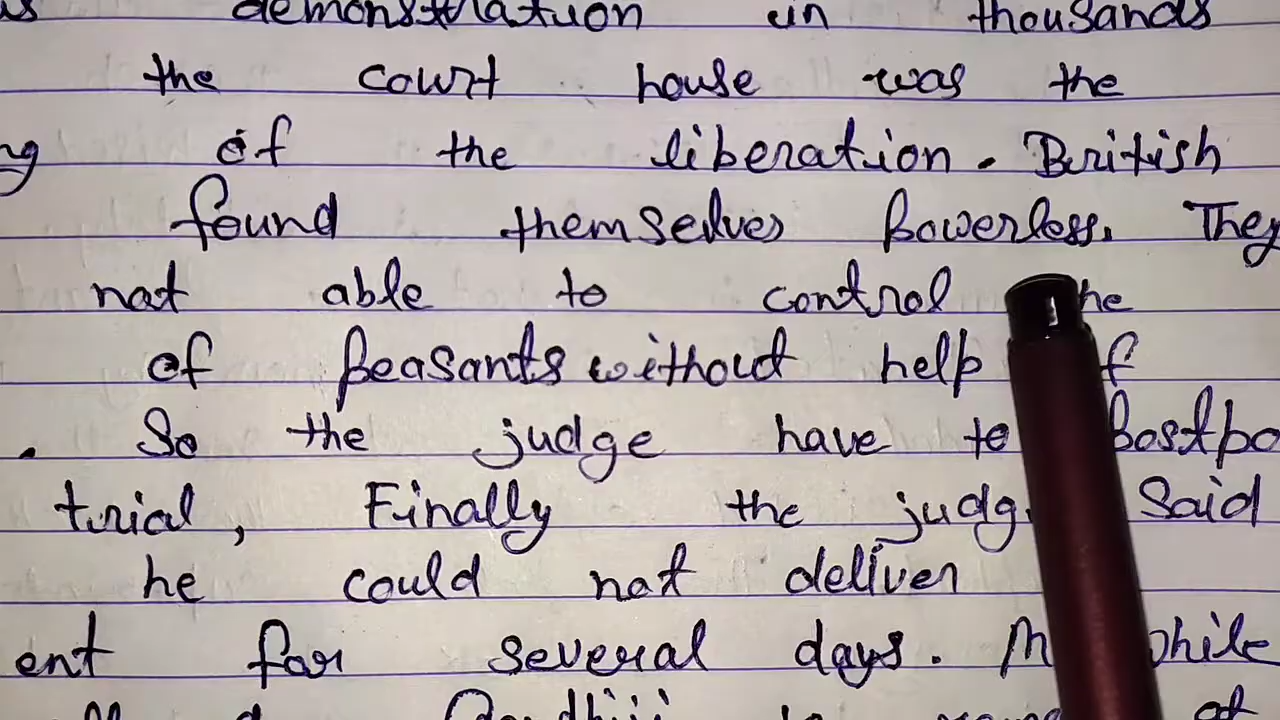 demonstration in thousands
the court house was the
of the liberation. British
found themselves powerless. They
not able to control
of peasants without help
. So the judge have to
trial, Finally the said
he could not deliver
for several days.